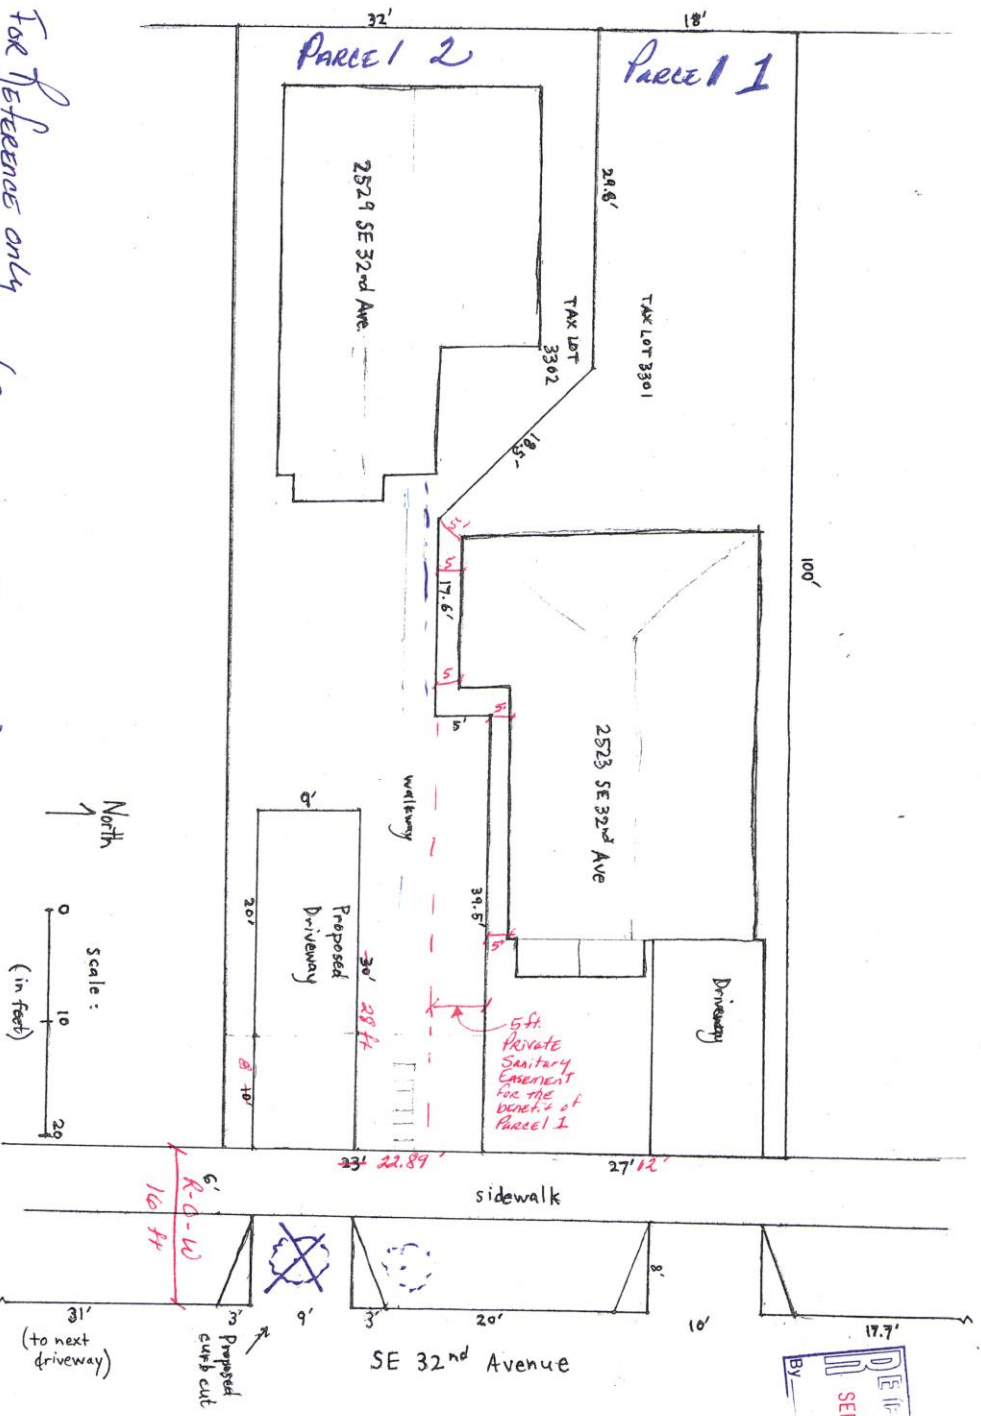 For Reference only
32'
18'
PARCEl 2
PARCEl 1
29.8'
2529 SE 32nd Ave.
TAX LOT
3302
TAX LOT 3301
18.5'
100'
5'
5
17.6'
5
5'
5'
2523 SE 32nd Ave
walkway
North
9'
20'
Proposed
Driveway
30' 28 ft
39.5'
5'
Driveway
scale:
0
10
20
(in feet)
5 ft.
Private
Sanitary
Easement
for the
benefit of
Parcel 1
8 10'
23' 22.89'
27' 12'
sidewalk
6'
R-O-W
16 ft
8'
31'
(to next
driveway)
3'
9'
3'
20'
10'
17.7'
Proposed
curb cut
SE 32nd Avenue
By